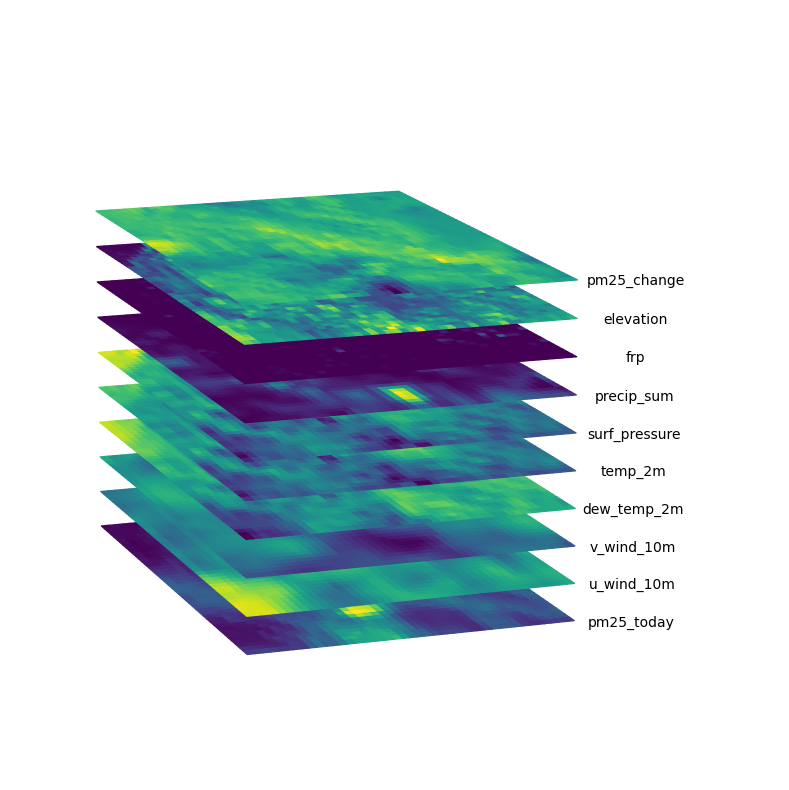 pm25_change
elevation
frp
precip_sum
surf_pressure
temp_2m
dew_temp_2m
v_wind_10m
u_wind_10m
pm25_today